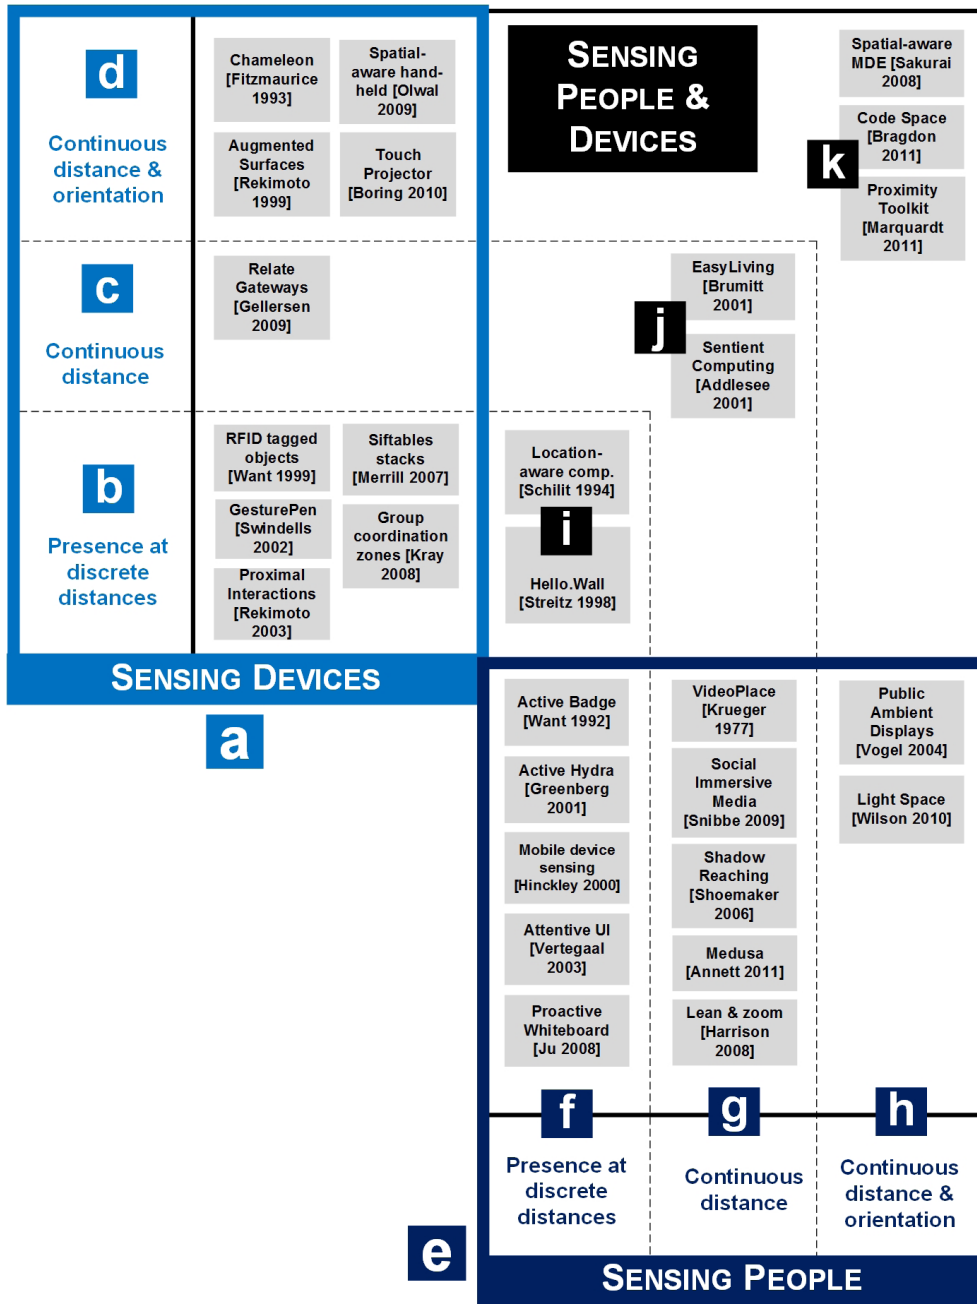 d
Continuous
distance &
orientation
Chameleon
[Fitzmaurice
1993]
Spatial-
aware hand-
held [Olwal
2009]
Augmented
Surfaces
[Rekimoto
1999]
Touch
Projector
[Boring 2010]
SENSING
PEOPLE &
DEVICES
Spatial-aware
MDE [Sakurai
2008]
Code Space
[Bragdon
2011]
k
Proximity
Toolkit
[Marquardt
2011]
c
Continuous
distance
Relate
Gateways
[Gellersen
2009]
EasyLiving
[Brumitt
2001]
j
Sentient
Computing
[Addlesee
2001]
b
Presence at
discrete
distances
RFID tagged
objects
[Want 1999]
Siftables
stacks
[Merrill 2007]
GesturePen
[Swindells
2002]
Group
coordination
zones [Kray
2008]
Proximal
Interactions
[Rekimoto
2003]
Location-
aware comp.
[Schilit 1994]
i
Hello.Wall
[Streitz 1998]
SENSING DEVICES
a
Active Badge
[Want 1992]
Active Hydra
[Greenberg
2001]
Mobile device
sensing
[Hinckley 2000]
Attentive UI
[Vertegaal
2003]
Proactive
Whiteboard
[Ju 2008]
VideoPlace
[Krueger
1977]
Social
Immersive
Media
[Snibbe 2009]
Shadow
Reaching
[Shoemaker
2006]
Medusa
[Annett 2011]
Lean & zoom
[Harrison
2008]
Public
Ambient
Displays
[Vogel 2004]
Light Space
[Wilson 2010]
f
Presence at
discrete
distances
g
Continuous
distance
h
Continuous
distance &
orientation
e
SENSING PEOPLE